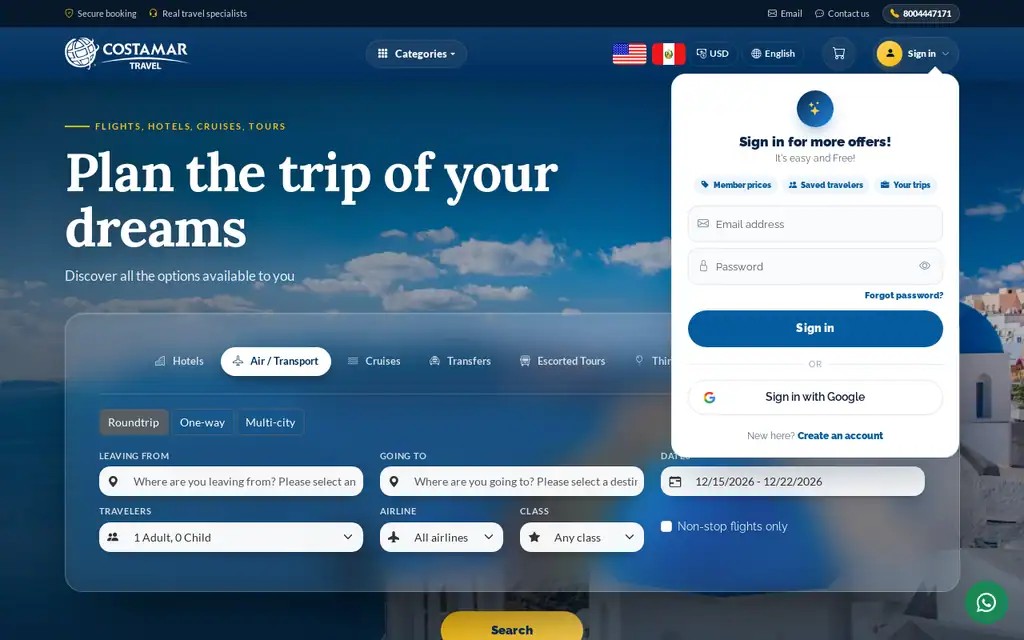 Secure booking
Real travel specialists
Email
Contact us
8004447171
COSTAMAR
TRAVEL
Categories
USD
English
Sign in
FLIGHTS, HOTELS, CRUISES, TOURS
Plan the trip of your
dreams
Discover all the options available to you
Sign in for more offers!
It's easy and Free!
Member prices
Saved travelers
Your trips
Email address
Password
Forgot password?
Sign in
OR
Sign in with Google
New here? Create an account
Hotels
Air / Transport
Cruises
Transfers
Escorted Tours
Roundtrip
One-way
Multi-city
LEAVING FROM
GOING TO
DATES
Where are you leaving from? Please select an
Where are you going to? Please select a destin
12/15/2026 - 12/22/2026
TRAVELERS
AIRLINE
CLASS
1 Adult, 0 Child
All airlines
Any class
Non-stop flights only
Search